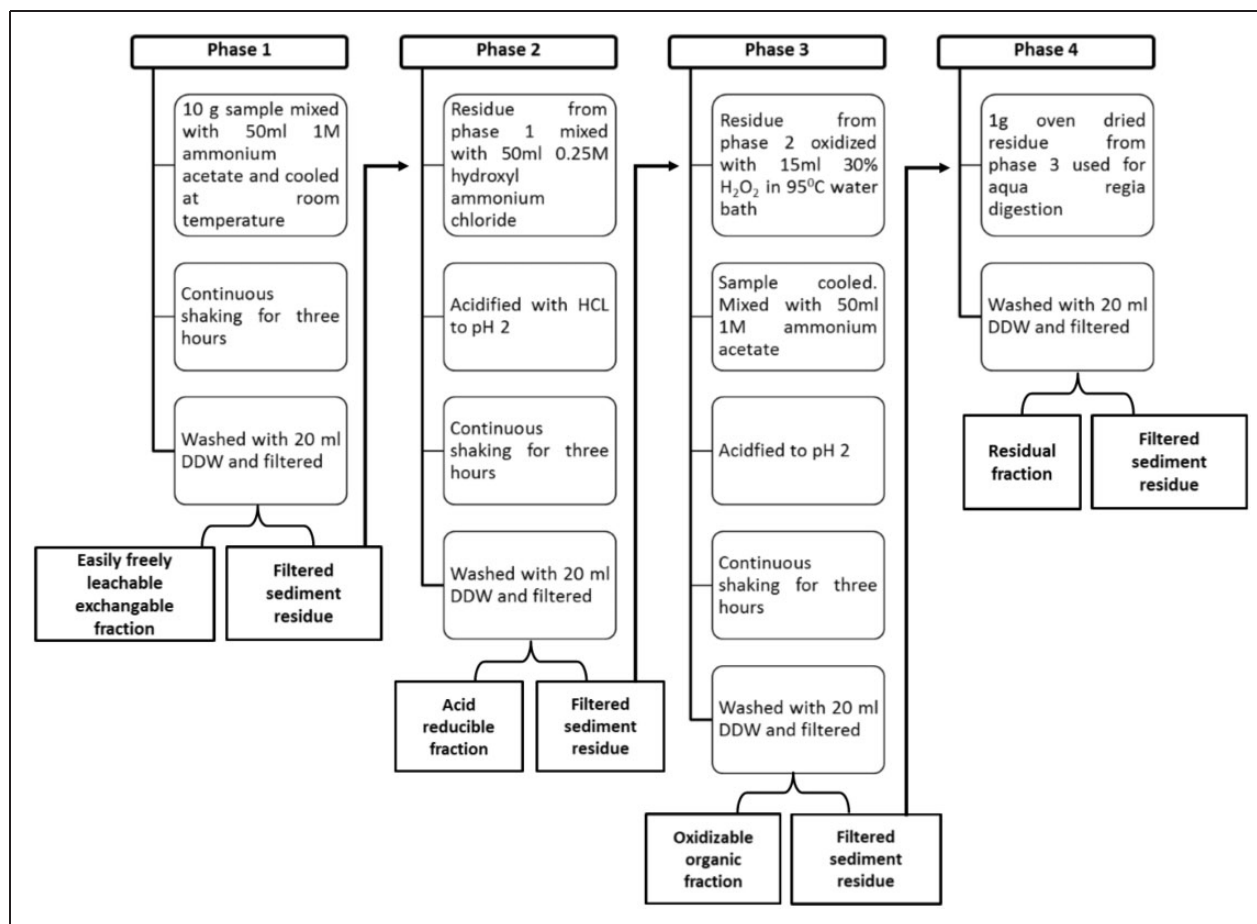 Phase 1
10 g sample mixed
with 50ml 1M
ammonium
acetate and cooled
at room
temperature
Continuous
shaking for three
hours
Washed with 20 ml
DDW and filtered
Easily freely
leachable
exchangable
fraction
Filtered
sediment
residue
Phase 2
Residue from
phase 1 mixed
with 50ml 0.25M
hydroxyl
ammonium
chloride
Acidified with HCL
to pH 2
Continuous
shaking for three
hours
Washed with 20 ml
DDW and filtered
Acid
reducible
fraction
Filtered
sediment
residue
Phase 3
Residue from
phase 2 oxidized
with 15ml 30%
H₂O₂ in 95⁰C water
bath
Sample cooled.
Mixed with 50ml
1M ammonium
acetate
Acidfied to pH 2
Continuous
shaking for three
hours
Washed with 20 ml
DDW and filtered
Oxidizable
organic
fraction
Filtered
sediment
residue
Phase 4
1g oven dried
residue from
phase 3 used for
aqua regia
digestion
Washed with 20 ml
DDW and filtered
Residual
fraction
Filtered
sediment
residue